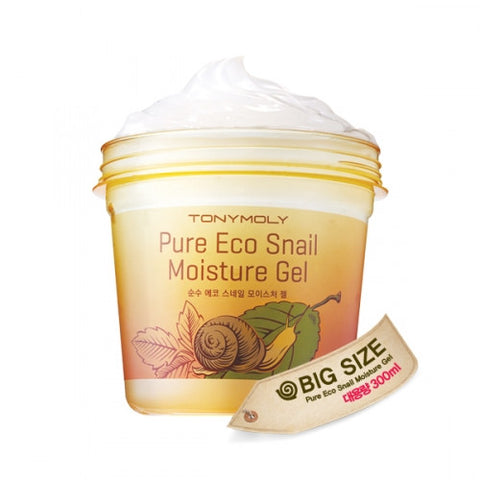 TONYMOLY
Pure Eco Snail
Moisture Gel
순수 에코 스네일 모이스처 젤
BIG SIZE
Pure Eco Snail Moisture Gel
대용량 300ml